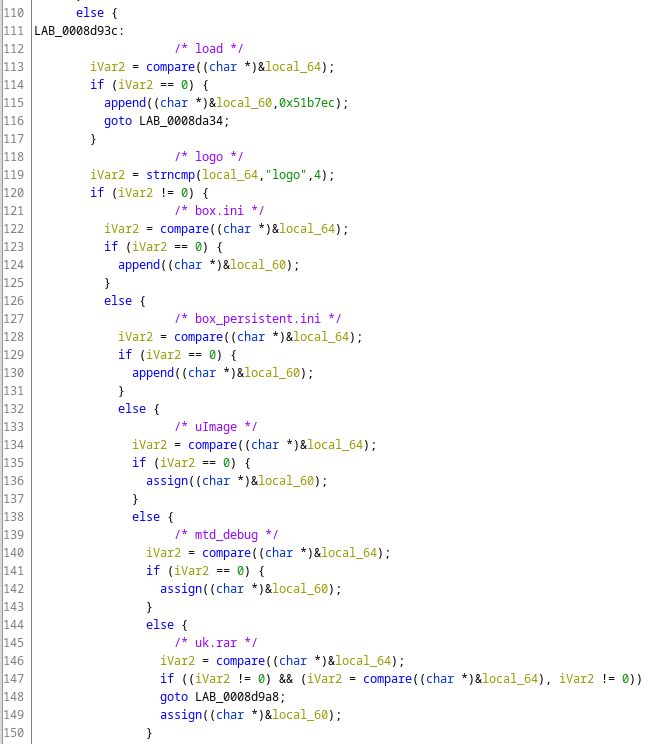 110 else {
111 LAB_0008d93c:
112 /* load */
113 iVar2 = compare((char *)&local_64);
114 if (iVar2 == 0) {
115 append((char *)&local_60,0x51b7ec);
116 goto LAB_0008da34;
117 }
118 /* logo */
119 iVar2 = strncmp(local_64,"logo",4);
120 if (iVar2 != 0) {
121 /* box.ini */
122 iVar2 = compare((char *)&local_64);
123 if (iVar2 == 0) {
124 append((char *)&local_60);
125 }
126 else {
127 /* box_persistent.ini */
128 iVar2 = compare((char *)&local_64);
129 if (iVar2 == 0) {
130 append((char *)&local_60);
131 }
132 else {
133 /* uImage */
134 iVar2 = compare((char *)&local_64);
135 if (iVar2 == 0) {
136 assign((char *)&local_60);
137 }
138 else {
139 /* mtd_debug */
140 iVar2 = compare((char *)&local_64);
141 if (iVar2 == 0) {
142 assign((char *)&local_60);
143 }
144 else {
145 /* uk.rar */
146 iVar2 = compare((char *)&local_64);
147 if ((iVar2 != 0) && (iVar2 = compare((char *)&local_64), iVar2 != 0))
148 goto LAB_0008d9a8;
149 assign((char *)&local_60);
150 }